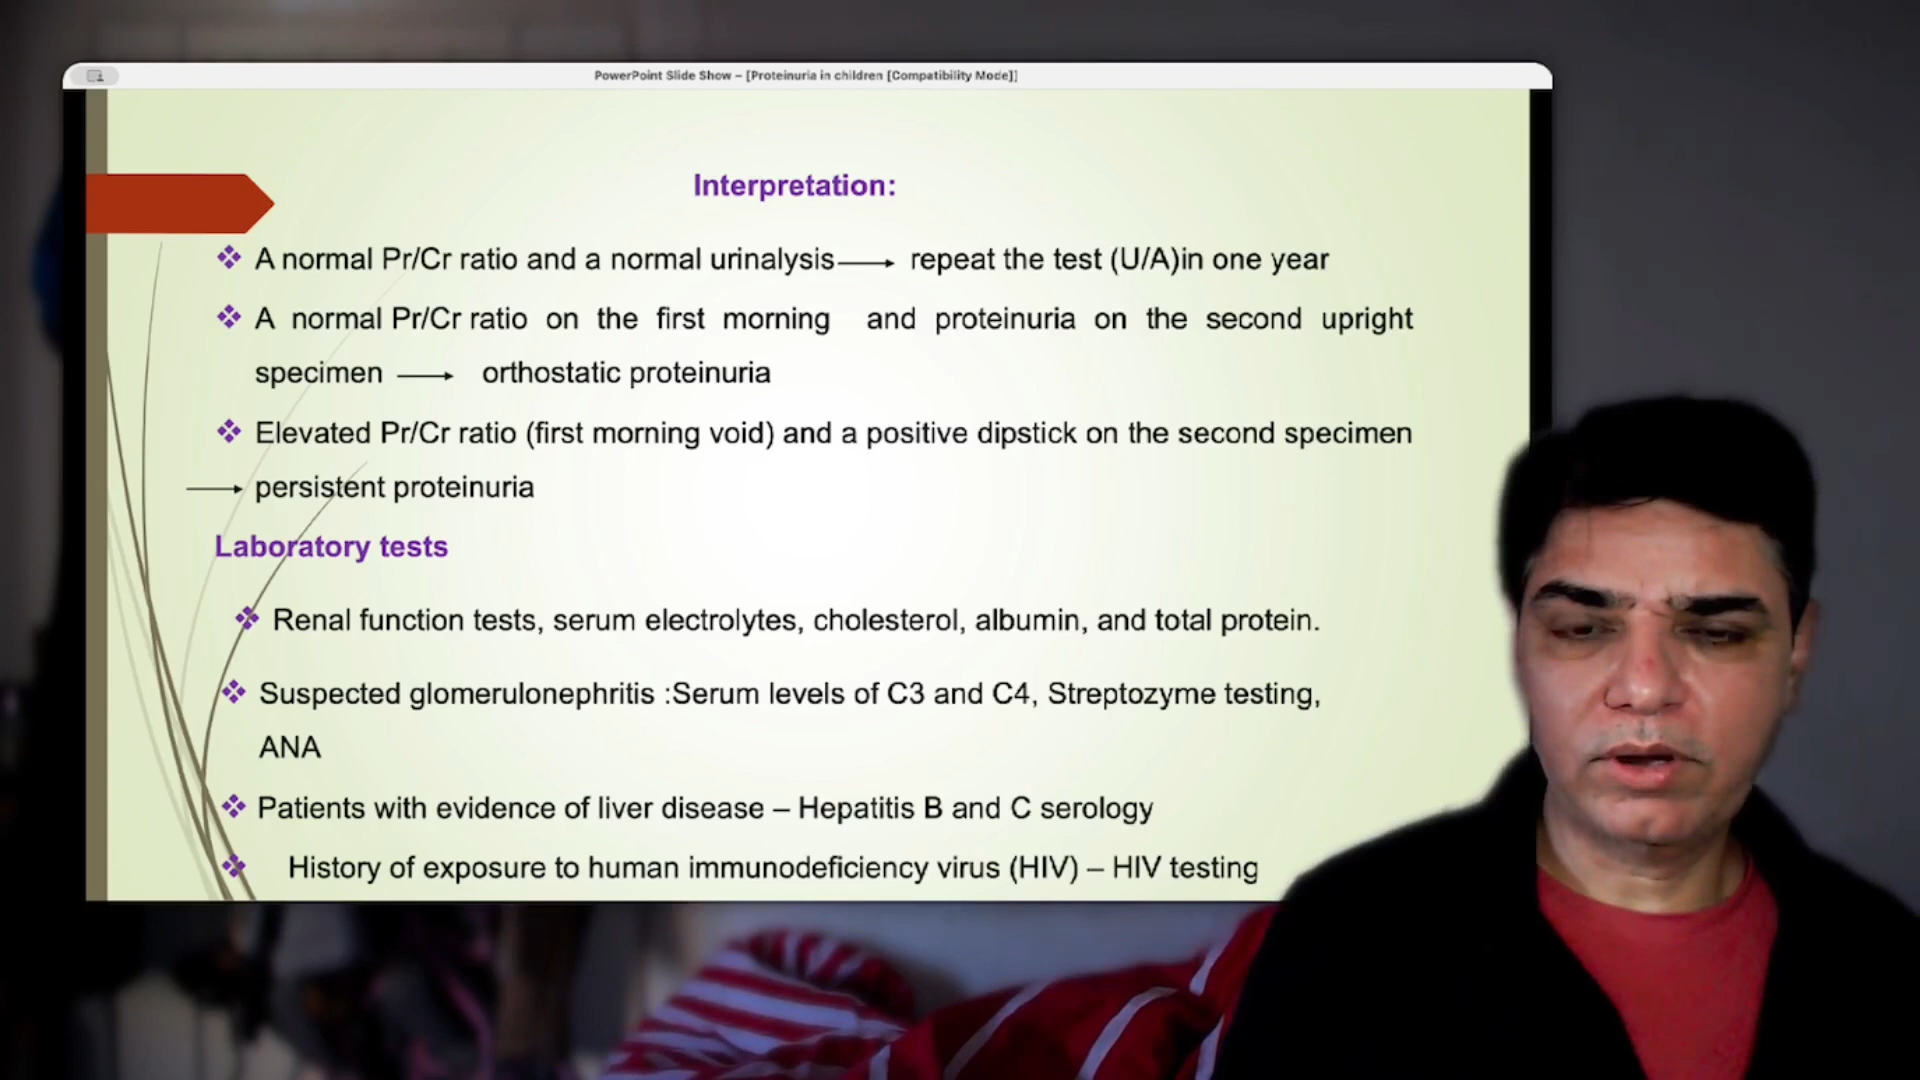 PowerPoint Slide Show – [Proteinuria in children [Compatibility Mode]]
Interpretation:
❖ A normal Pr/Cr ratio and a normal urinalysis → repeat the test (U/A)in one year
❖ A normal Pr/Cr ratio on the first morning and proteinuria on the second upright
specimen → orthostatic proteinuria
❖ Elevated Pr/Cr ratio (first morning void) and a positive dipstick on the second specimen
→ persistent proteinuria
Laboratory tests
❖ Renal function tests, serum electrolytes, cholesterol, albumin, and total protein.
❖ Suspected glomerulonephritis :Serum levels of C3 and C4, Streptozyme testing,
ANA
❖ Patients with evidence of liver disease – Hepatitis B and C serology
❖ History of exposure to human immunodeficiency virus (HIV) – HIV testing